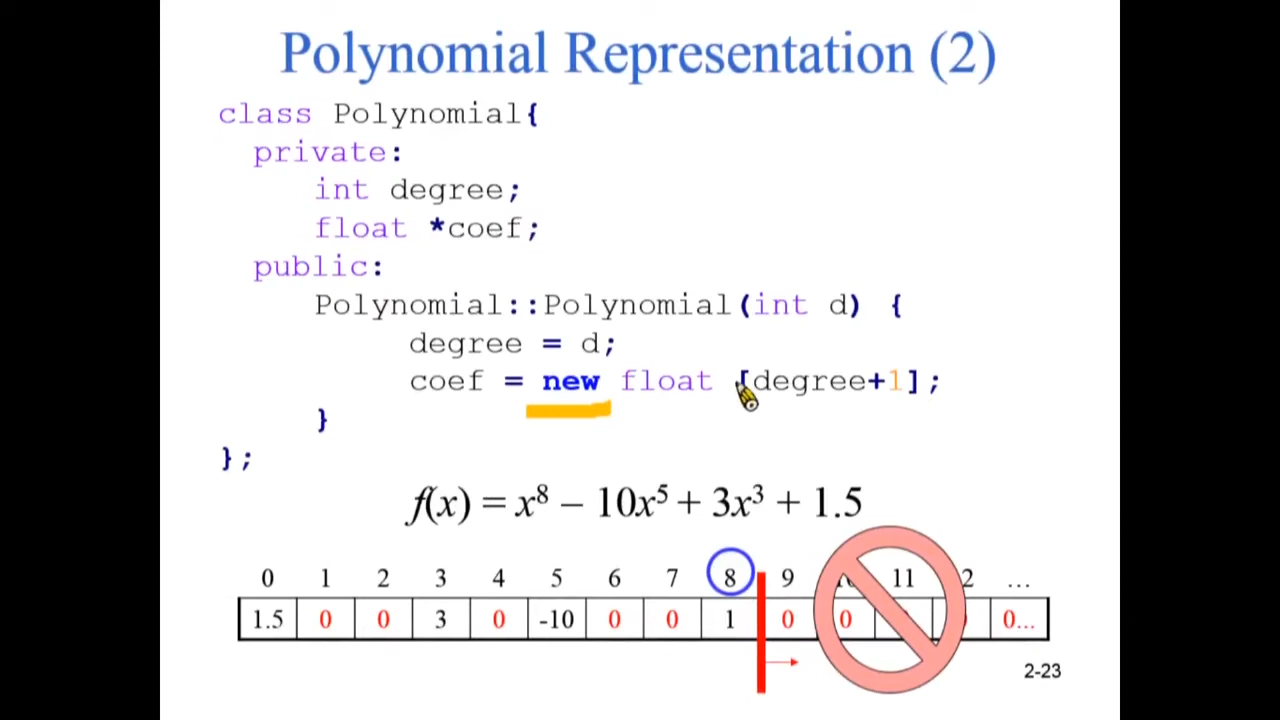 Polynomial Representation (2)
class Polynomial{
private:
int degree;
float *coef;
public:
Polynomial::Polynomial(int d) {
degree = d;
coef = new float [degree+1];
}
};
f(x) = x⁸ – 10x⁵ + 3x³ + 1.5
0 1 2 3 4 5 6 7 8 9 11 2 …
1.5 0 0 3 0 -10 0 0 1 0 0 0...
2-23